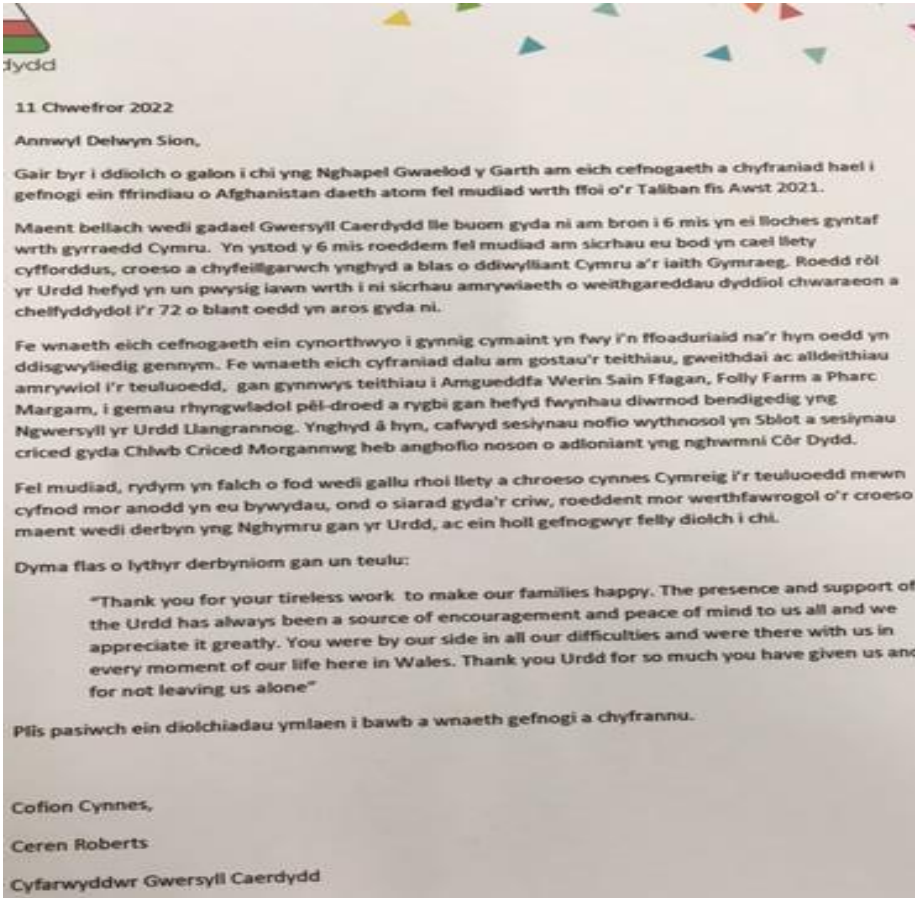 dydd
11 Chwefror 2022
Annwyl Delwyn Sion,
Gair byr i ddiolch o galon i chi yng Nghapel Gwaelod y Garth am eich cefnogaeth a chyfraniad hael i
gefnogi ein ffrindiau o Afghanistan daeth atom fel mudiad wrth ffoi o'r Taliban fis Awst 2021.
Maent bellach wedi gadael Gwersyll Caerdydd lle buom gyda ni am bron i 6 mis yn ei lloches gyntaf
wrth gyrraedd Cymru. Yn ystod y 6 mis roeddem fel mudiad am sicrhau eu bod yn cael llety
cyfforddus, croeso a chyfeillgarwch ynghyd a blas o ddiwylliant Cymru a'r iaith Gymraeg. Roedd rôl
yr Urdd hefyd yn un pwysig iawn wrth i ni sicrhau amrywiaeth o weithgareddau dyddiol chwaraeon a
chelfyddydol i'r 72 o blant oedd yn aros gyda ni.
Fe wnaeth eich cefnogaeth ein cynorthwyo i gynnig cymaint yn fwy i'n ffoaduriaid na'r hyn oedd yn
ddisgwyliedig gennym. Fe wnaeth eich cyfraniad dalu am gostau'r teithiau, gweithdai ac alldeithiau
amrywiol i'r teuluoedd, gan gynnwys teithiau i Amgueddfa Werin Sain Ffagan, Folly Farm a Pharc
Margam, i gemau rhyngwladol pêl-droed a rygbi gan hefyd fwynhau diwrnod bendigedig yng
Ngwersyll yr Urdd Llangrannog. Ynghyd â hyn, cafwyd sesiynau nofio wythnosol yn Sblot a sesiynau
criced gyda Chlwb Criced Morgannwg heb anghofio noson o adloniant yng nghwmni Côr Dydd.
Fel mudiad, rydym yn falch o fod wedi gallu rhoi llety a chroeso cynnes Cymreig i'r teuluoedd mewn
cyfnod mor anodd yn eu bywydau, ond o siarad gyda'r criw, roeddent mor werthfawrogol o'r croeso
maent wedi derbyn yng Nghymru gan yr Urdd, ac ein holl gefnogwyr felly diolch i chi.
Dyma flas o lythyr derbyniom gan un teulu:
"Thank you for your tireless work to make our families happy. The presence and support of
the Urdd has always been a source of encouragement and peace of mind to us all and we
appreciate it greatly. You were by our side in all our difficulties and were there with us in
every moment of our life here in Wales. Thank you Urdd for so much you have given us and
for not leaving us alone"
Plîs pasiwch ein diolchiadau ymlaen i bawb a wnaeth gefnogi a chyfrannu.
Cofion Cynnes,
Ceren Roberts
Cyfarwyddwr Gwersyll Caerdydd